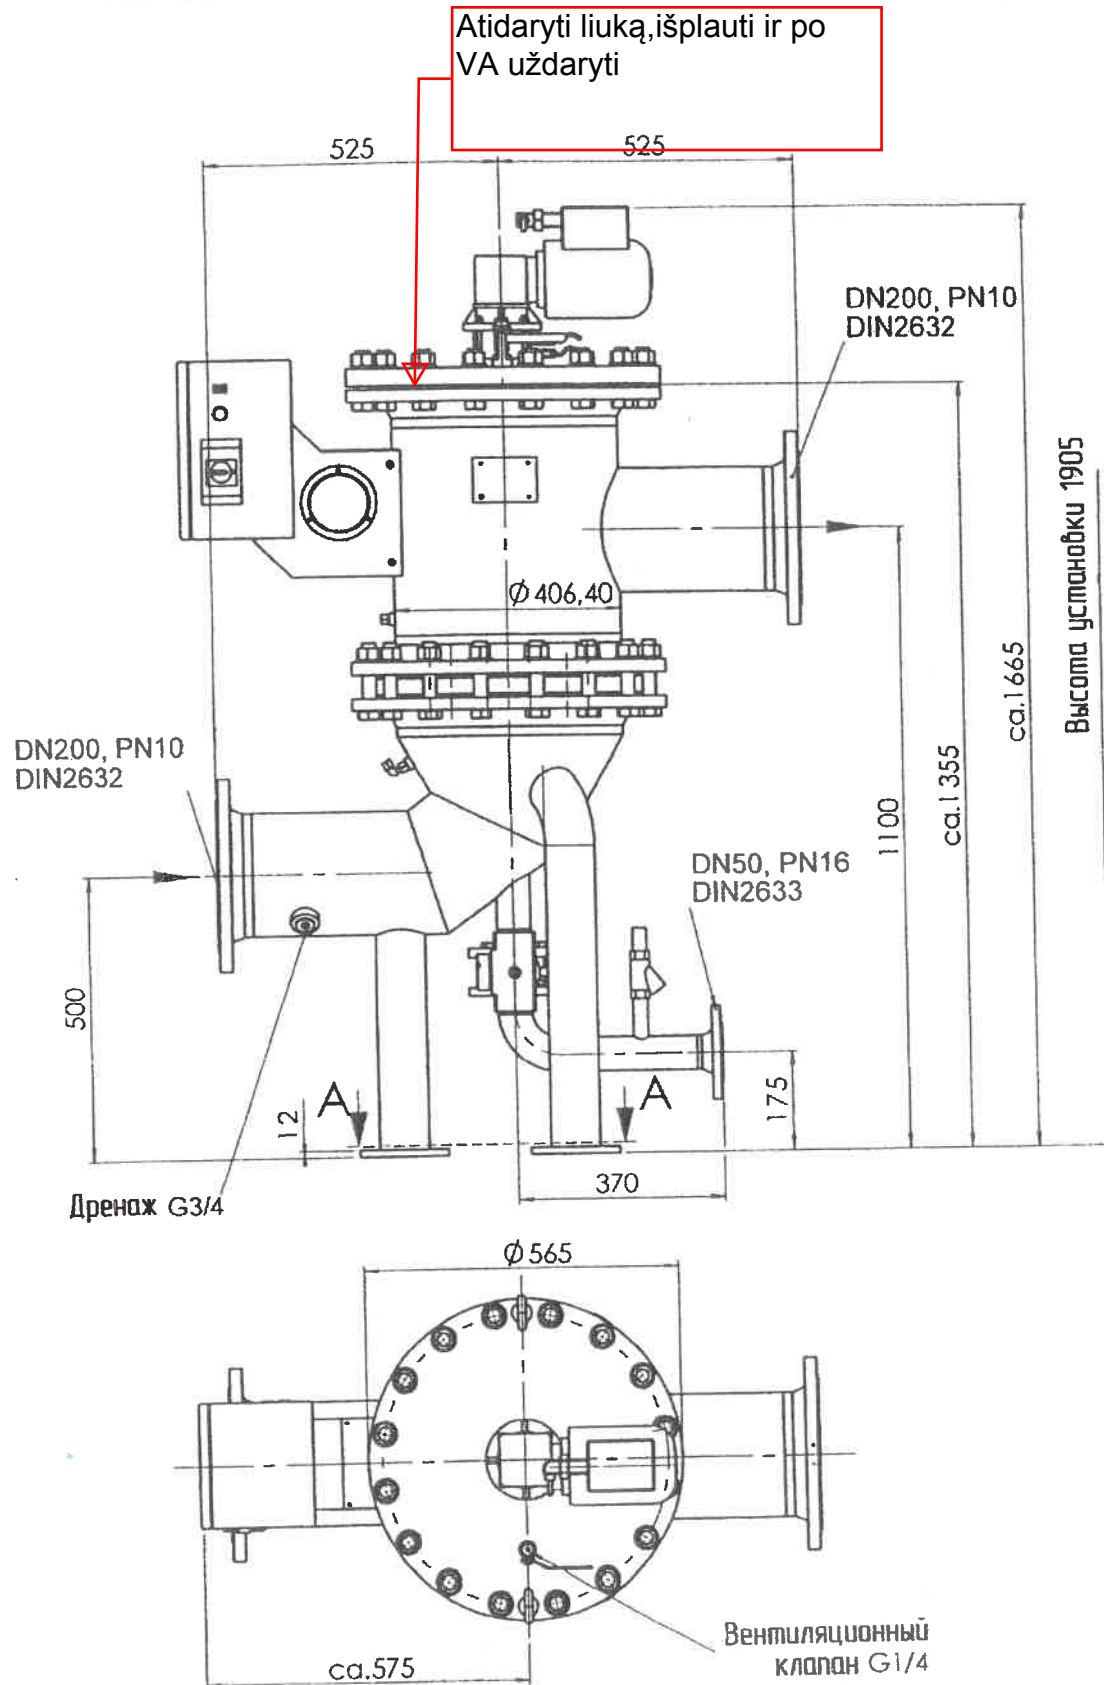 Atidaryti liuką,išplauti ir po
VA uždaryti
525
525
DN200, PN10
DIN2632
Ø406,40
DN200, PN10
DIN2632
DN50, PN16
DIN2633
500
12
A
A
175
370
1100
ca.1355
ca.1665
Высота установки 1905
Дренаж G3/4
Ø565
ca.575
Вентиляционный
клапан G1/4